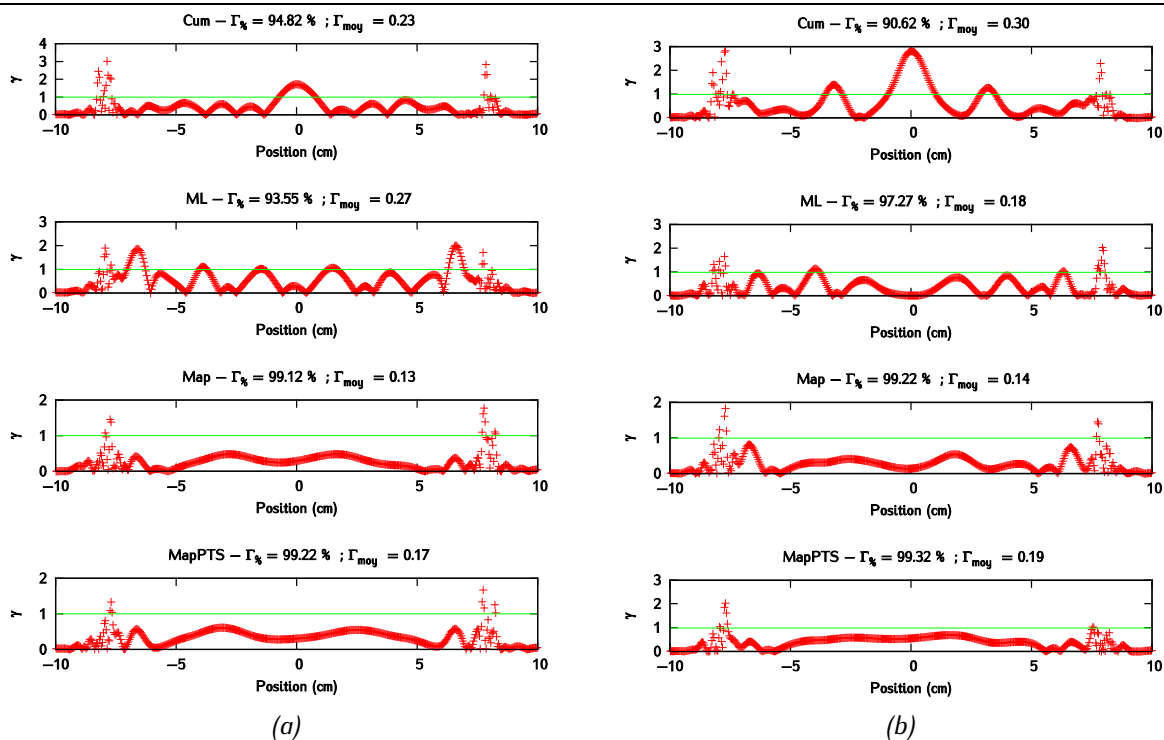 Cum − Γ% = 94.82 % ; Γmoy = 0.23
4
3
2
1
0
γ
−10 −5 0 5 10
Position (cm)
ML − Γ% = 93.55 % ; Γmoy = 0.27
3
2
1
0
γ
−10 −5 0 5 10
Position (cm)
Map − Γ% = 99.12 % ; Γmoy = 0.13
2
1
0
γ
−10 −5 0 5 10
Position (cm)
MapPTS − Γ% = 99.22 % ; Γmoy = 0.17
2
1
0
γ
−10 −5 0 5 10
Position (cm)
(a)
Cum − Γ% = 90.62 % ; Γmoy = 0.30
3
2
1
0
γ
−10 −5 0 5 10
Position (cm)
ML − Γ% = 97.27 % ; Γmoy = 0.18
3
2
1
0
γ
−10 −5 0 5 10
Position (cm)
Map − Γ% = 99.22 % ; Γmoy = 0.14
2
1
0
γ
−10 −5 0 5 10
Position (cm)
MapPTS − Γ% = 99.32 % ; Γmoy = 0.19
3
2
1
0
γ
−10 −5 0 5 10
Position (cm)
(b)